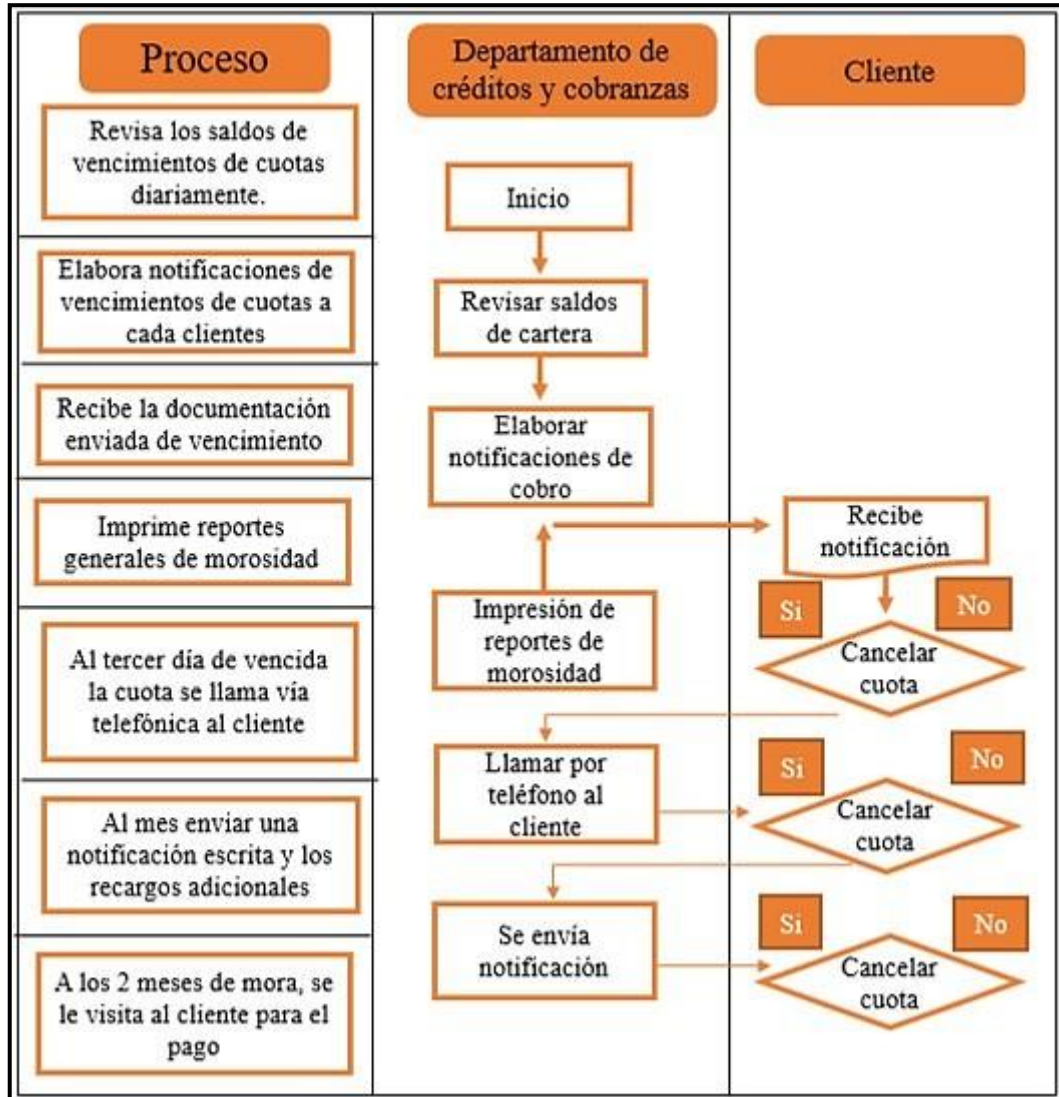 Proceso
Revisa los saldos de
vencimientos de cuotas
diariamente.
Elabora notificaciones de
vencimientos de cuotas a
cada clientes
Recibe la documentación
enviada de vencimiento
Imprime reportes
generales de morosidad
Al tercer día de vencida
la cuota se llama vía
telefónica al cliente
Al mes enviar una
notificación escrita y los
recargos adicionales
A los 2 meses de mora, se
le visita al cliente para el
pago
Departamento de
créditos y cobranzas
Inicio
Revisar saldos
de cartera
Elaborar
notificaciones de
cobro
Impresión de
reportes de
morosidad
Llamar por
teléfono al
cliente
Se envía
notificación
Cliente
Recibe
notificación
Si
No
Cancelar
cuota
Si
No
Cancelar
cuota
Si
No
Cancelar
cuota